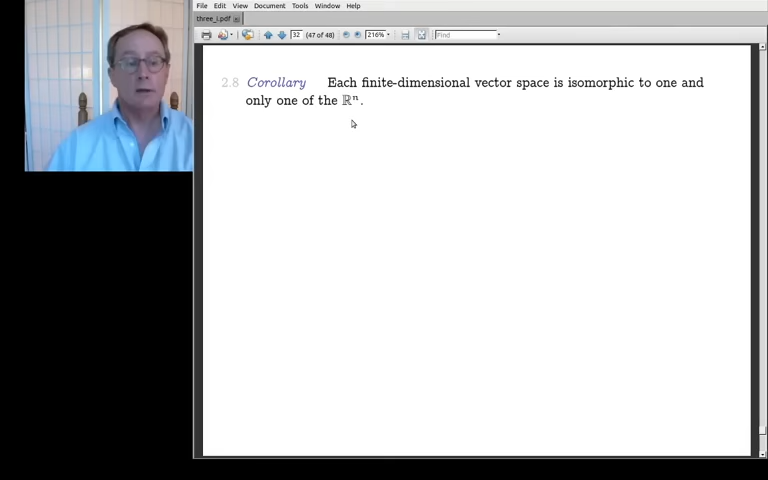 File Edit View Document Tools Window Help
three_i.pdf
32 (47 of 48) 216% Find
2.8 Corollary Each finite-dimensional vector space is isomorphic to one and
only one of the ℝⁿ.